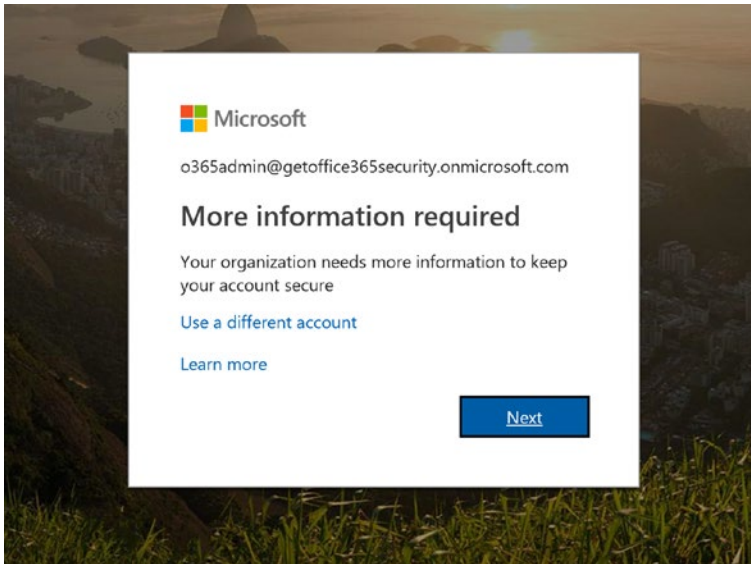 Microsoft
o365admin@getoffice365security.onmicrosoft.com
More information required
Your organization needs more information to keep
your account secure
Use a different account
Learn more
Next